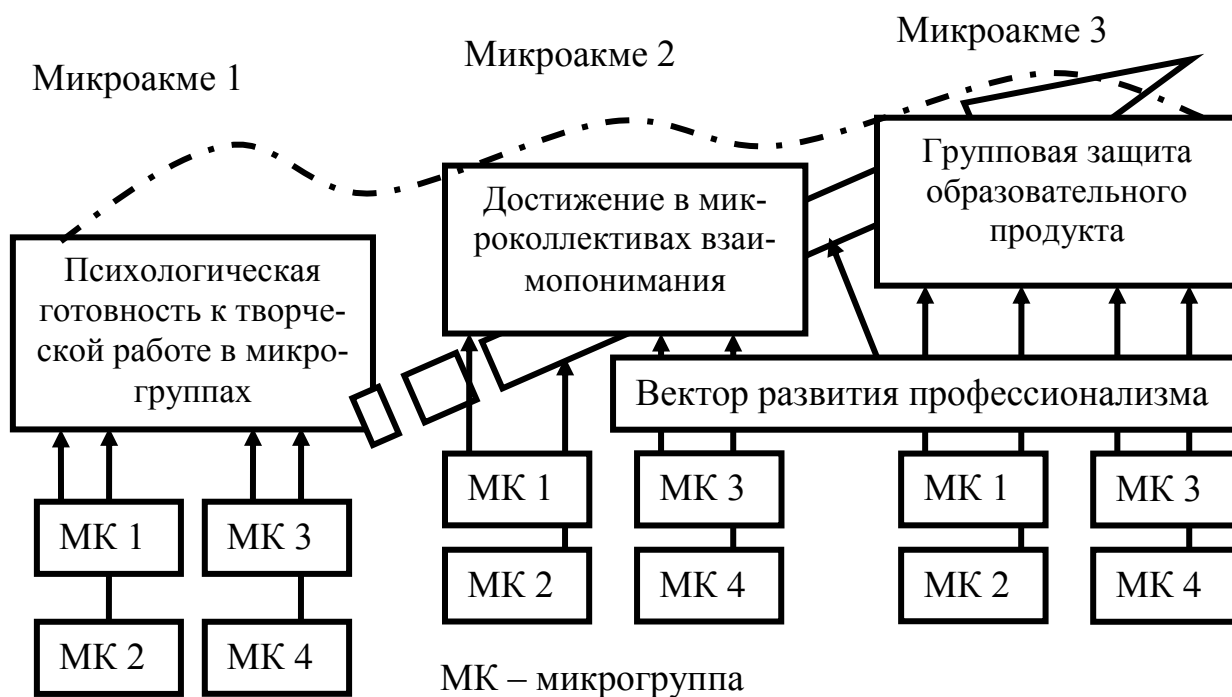 Микроакме 1
Микроакме 2
Микроакме 3
Психологическая
готовность к творче-
ской работе в микро-
группах
Достижение в мик-
роколлективах взаи-
мопонимания
Групповая защита
образовательного
продукта
Вектор развития профессионализма
МК 1
МК 3
МК 2
МК 4
МК 1
МК 3
МК 2
МК 4
МК 1
МК 3
МК 2
МК 4
МК – микрогруппа